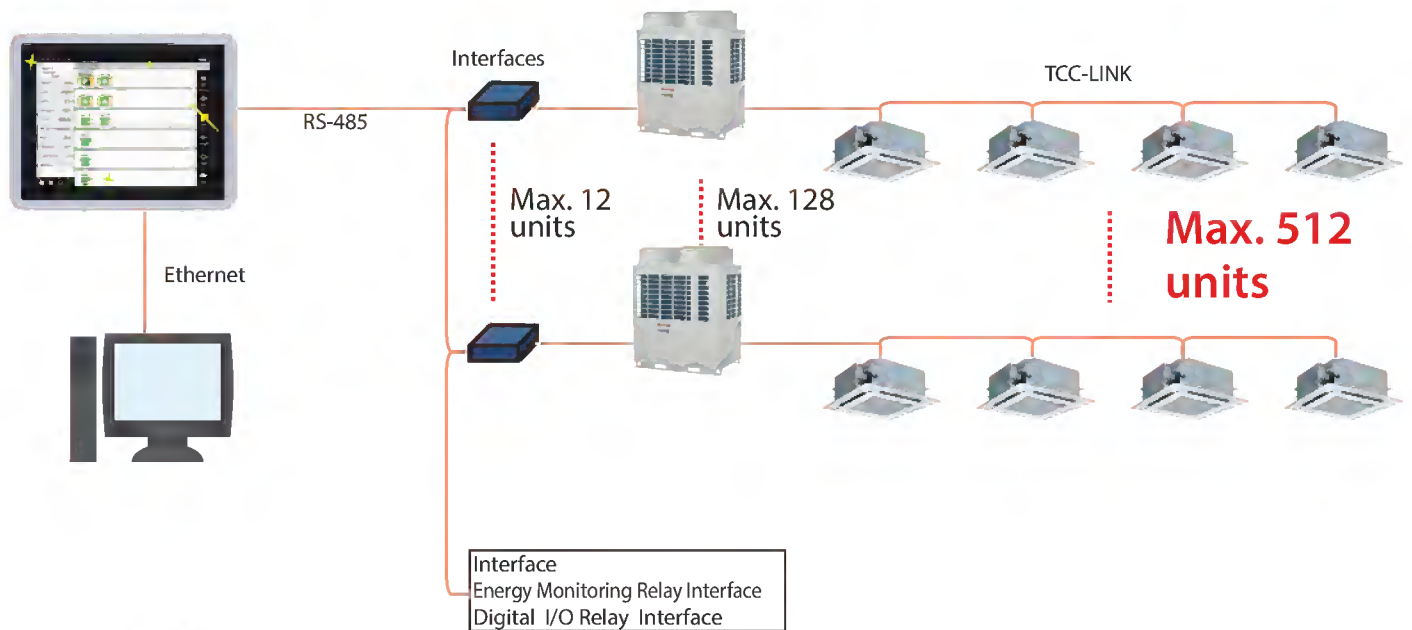 Interfaces
TCC-LINK
RS-485
Max. 12
units
Max. 128
units
Max. 512
units
Ethernet
Interface
Energy Monitoring Relay Interface
Digital I/O Relay Interface